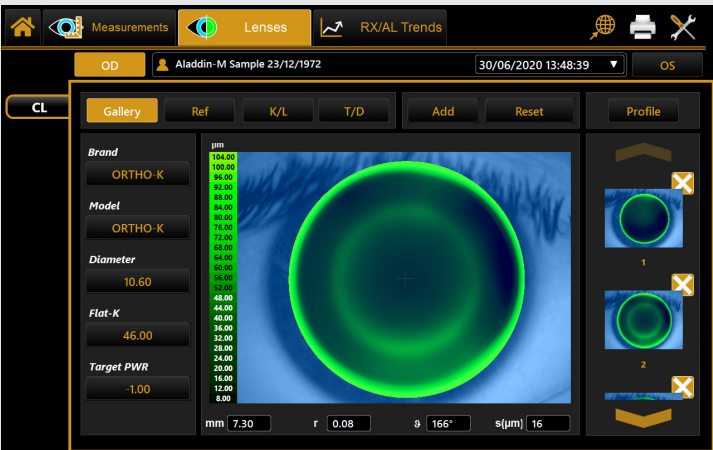 Measurements Lenses RX/AL Trends
OD Aladdin-M Sample 23/12/1972 30/06/2020 13:48:39 ▼ OS
CL
Gallery Ref K/L T/D Add Reset Profile
Brand
ORTHO-K
Model
ORTHO-K
Diameter
10.60
Flat-K
46.00
Target PWR
-1.00
µm
104.00
100.00
96.00
92.00
88.00
84.00
80.00
76.00
72.00
68.00
64.00
60.00
56.00
52.00
48.00
44.00
40.00
36.00
32.00
28.00
24.00
20.00
16.00
12.00
8.00
mm 7.30 r 0.08 ϑ 166° s(µm) 16
1
2